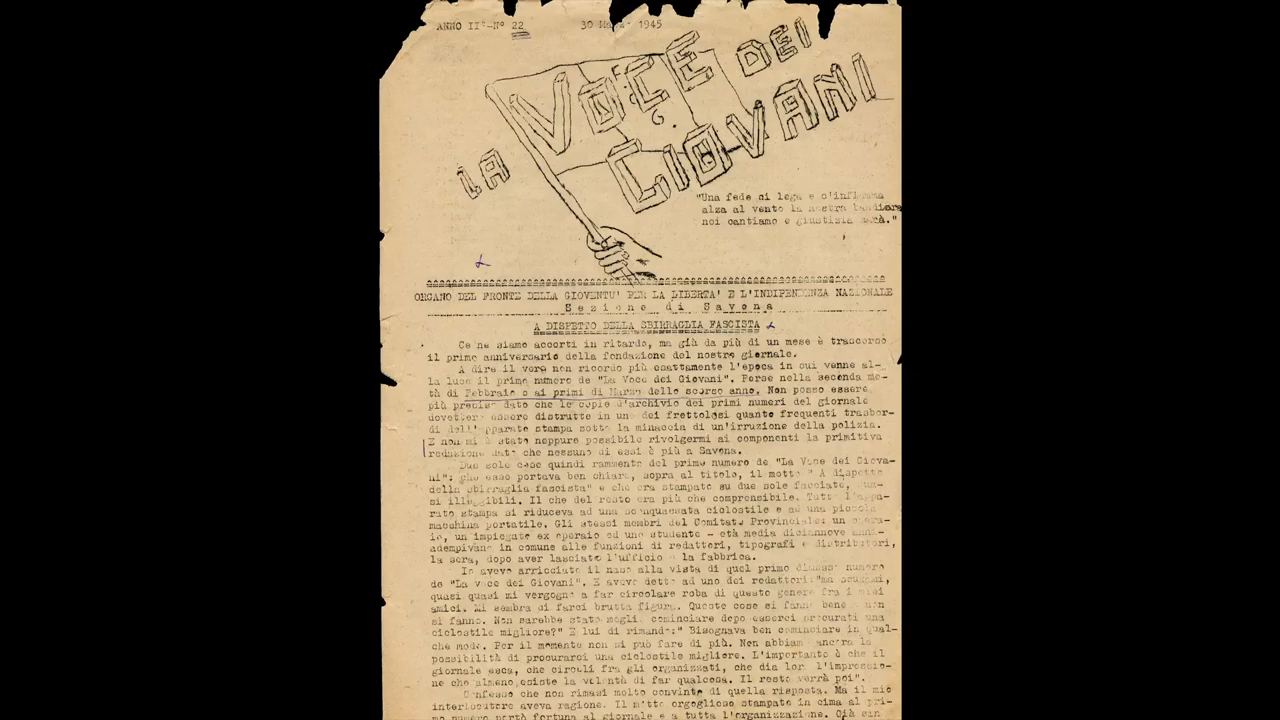 ANNO II°-N° 22 30 1945
LA VOCE DEI GIOVANI
"Una fede ci lega e c'infiamma
alza al vento la nostra bandiera
noi cantiamo e giustizia sarà."
ORGANO DEL FRONTE DELLA GIOVENTU' PER LA LIBERTA' E L'INDIPENDENZA NAZIONALE
Sezione di Savona
A DISPETTO DELLA SBIRRAGLIA FASCISTA
Ce ne siamo accorti in ritardo, ma già da più di un mese è trascorso
il primo anniversario della fondazione del nostro giornale.
A dire il vero non ricordo più esattamente l'epoca in cui venne al-
la luce il primo numero de "La Voce dei Giovani". Forse nella seconda me-
tà di Febbraio o ai primi di Marzo dello scorso anno. Non posso essere
più preciso dato che le copie d'archivio dei primi numeri del giornale
dovettero essere distrutte in uno dei frettolosi quanto frequenti trasbor-
di dell'apparato stampa sotto la minaccia di un'irruzione della polizia.
E non mi è stato neppure possibile rivolgermi ai componenti la primitiva
redazione dato che nessuno di essi è più a Savona.
Due sole cose quindi rammento del primo numero de "La Voce dei Giova-
ni": che esso portava ben chiaro, sopra al titolo, il motto "A dispetto
della sbirraglia fascista" e che era stampato su due sole facciate, qua-
si illeggibili. Il che del resto era più che comprensibile. Tutto l'appa-
rato stampa si riduceva ad una sconquassata ciclostile e ad una piccola
macchina portatile. Gli stessi membri del Comitato Provinciale: un opera-
io, un impiegato ex operaio ed uno studente - età media diciannove anni-
adempivano in comune alle funzioni di redattori, tipografi e distributori,
la sera, dopo aver lasciato l'ufficio o la fabbrica.
Io avevo arricciato il naso alla vista di quel primo numero
de "La voce dei Giovani". E avevo detto ad uno dei redattori: "ma scusami,
quasi quasi mi vergogno a far circolare roba di questo genere fra i miei
amici. Mi sembra di farci brutta figura. Queste cose si fanno bene o non
si fanno. Non sarebbe stato meglio cominciare dopo esserci procurati una
ciclostile migliore?" E lui di rimando:" Bisognava ben cominciare in qual-
che modo. Per il momento non si può fare di più. Non abbiamo ancora la
possibilità di procurarci una ciclostile migliore. L'importante è che il
giornale esca, che circoli fra gli organizzati, che dia loro l'impressio-
ne che almeno esiste la volontà di far qualcosa. Il resto verrà poi".
Confesso che non rimasi molto convinto di quella risposta. Ma il mio
interlocutore aveva ragione. Il motto orgoglioso stampato in cima al pri-
mo numero portò fortuna al giornale e a tutta l'organizzazione. Già